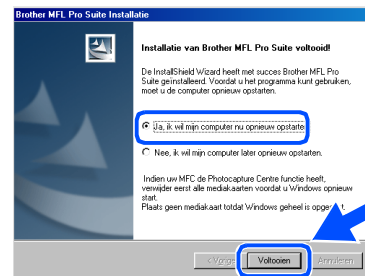 Brother MFL Pro Suite Installatie
Installatie van Brother MFL Pro Suite voltooid!
De InstallShield Wizard heeft met succes Brother MFL Pro
Suite geïnstalleerd. Voordat u het programma kunt gebruiken,
moet u de computer opnieuw opstarten.
Ja, ik wil mijn computer nu opnieuw
Nee, ik wil mijn computer later opnieuw opstarten.
Indien uw MFC de Photocapture Centre functie heeft,
verwijder eerst alle mediakaarten voordat u Windows opnieuw
start.
Plaats geen mediakaart totdat Windows geheel is
Voltooien
Annuleren